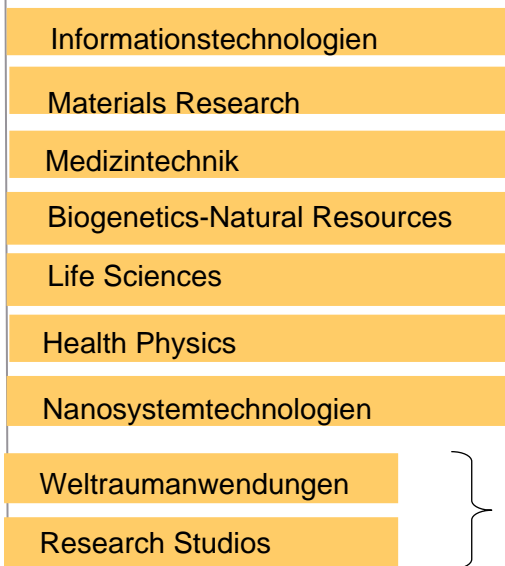 Informationstechnologien
Materials Research
Medizintechnik
Biogenetics-Natural Resources
Life Sciences
Health Physics
Nanosystemtechnologien
Weltraumanwendungen
Research Studios